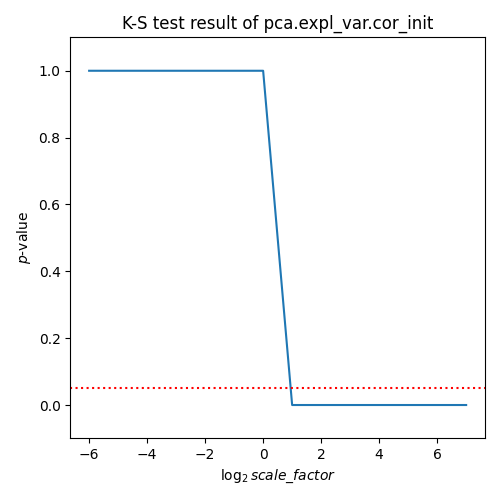 K-S test result of pca.expl_var.cor_init
1.0
0.8
0.6
0.4
0.2
0.0
p-value
−6 −4 −2 0 2 4 6
log₂ scale_factor